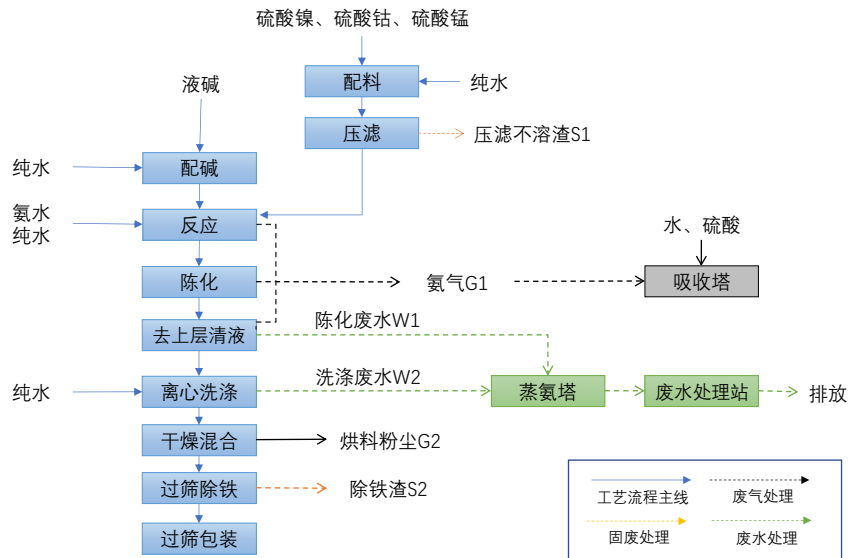 硫酸镍、硫酸钴、硫酸锰
配料
纯水
液碱
压滤
压滤不溶渣S1
纯水
配碱
氨水
纯水
反应
水、硫酸
陈化
氨气G1
吸收塔
去上层清液
陈化废水W1
纯水
离心洗涤
洗涤废水W2
蒸氨塔
废水处理站
排放
干燥混合
烘料粉尘G2
过筛除铁
除铁渣S2
过筛包装
工艺流程主线
废气处理
固废处理
废水处理